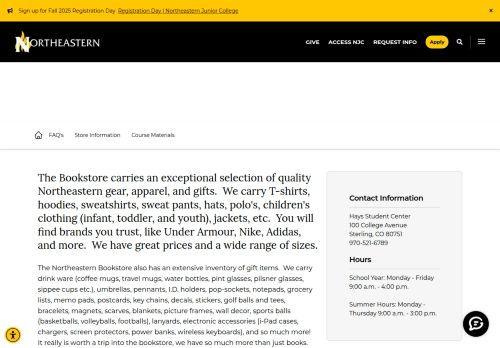 Sign up for Fall 2025 Registration Day Registration Day | Northeastern Junior College ×
NORTHEASTERN GIVE ACCESS NJC REQUEST INFO Apply
FAQ's Store Information Course Materials
The Bookstore carries an exceptional selection of quality
Northeastern gear, apparel, and gifts. We carry T-shirts,
hoodies, sweatshirts, sweat pants, hats, polo's, children's
clothing (infant, toddler, and youth), jackets, etc. You will
find brands you trust, like Under Armour, Nike, Adidas,
and more. We have great prices and a wide range of sizes.
The Northeastern Bookstore also has an extensive inventory of gift items. We carry
drink ware (coffee mugs, travel mugs, water bottles, pint glasses, pilsner glasses,
sippee cups etc.), umbrellas, pennants, I.D. holders, pop-sockets, notepads, grocery
lists, memo pads, postcards, key chains, decals, stickers, golf balls and tees,
bracelets, magnets, scarves, blankets, picture frames, wall decor, sports balls
(basketballs, volleyballs, footballs), lanyards, electronic accessories (i-Pad cases,
chargers, screen protectors, power banks, wireless keyboards), and so much more!
It really is worth a trip into the bookstore, we have so much more than just books.
Contact Information
Hays Student Center
100 College Avenue
Sterling, CO 80751
970-521-6789
Hours
School Year: Monday - Friday
9:00 a.m. - 4:00 p.m.
Summer Hours: Monday -
Thursday 9:00 a.m. - 3:00 p.m.